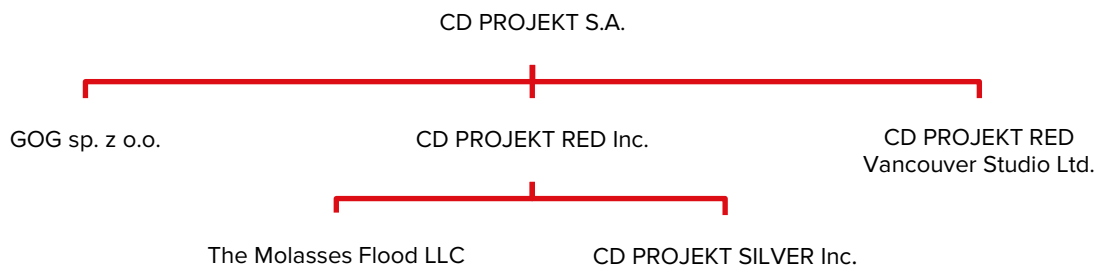 CD PROJEKT S.A.
GOG sp. z o.o.
CD PROJEKT RED Inc.
CD PROJEKT RED
Vancouver Studio Ltd.
The Molasses Flood LLC
CD PROJEKT SILVER Inc.